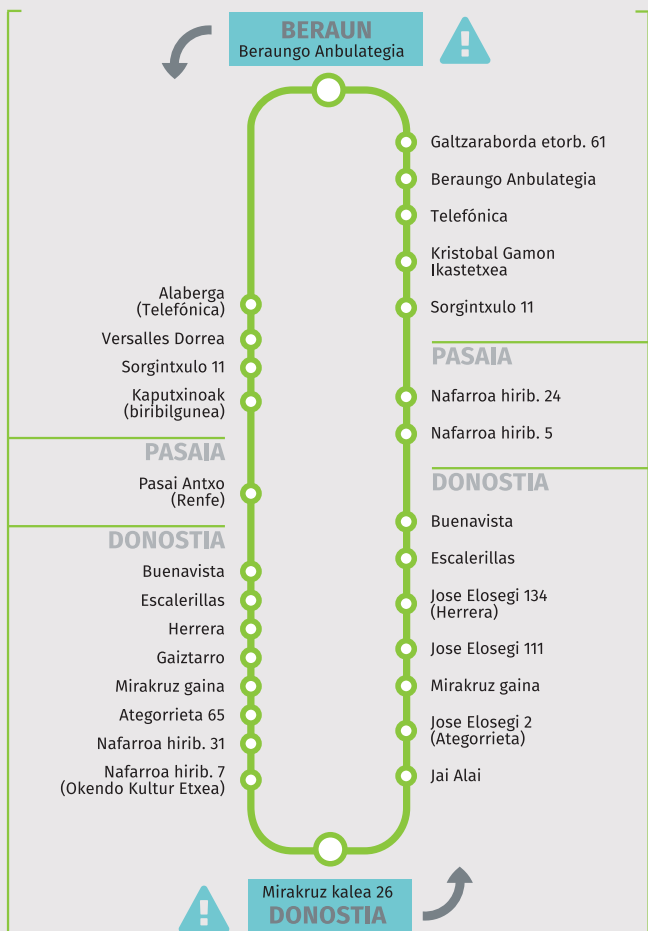 BERAUN
Beraungo Anbulategia
Alaberga
(Telefónica)
Versalles Dorrea
Sorgintxulo 11
Kaputxinoak
(biribilgunea)
PASAIA
Pasai Antxo
(Renfe)
DONOSTIA
Buenavista
Escalerillas
Herrera
Gaiztarro
Mirakruz gaina
Ategorrieta 65
Nafarroa hirib. 31
Nafarroa hirib. 7
(Okendo Kultur Etxea)
Galtzaraborda etorb. 61
Beraungo Anbulategia
Telefónica
Kristobal Gamon
Ikastetxea
Sorgintxulo 11
PASAIA
Nafarroa hirib. 24
Nafarroa hirib. 5
DONOSTIA
Buenavista
Escalerillas
Jose Elosegi 134
(Herrera)
Jose Elosegi 111
Mirakruz gaina
Jose Elosegi 2
(Ategorrieta)
Jai Alai
Mirakruz kalea 26
DONOSTIA